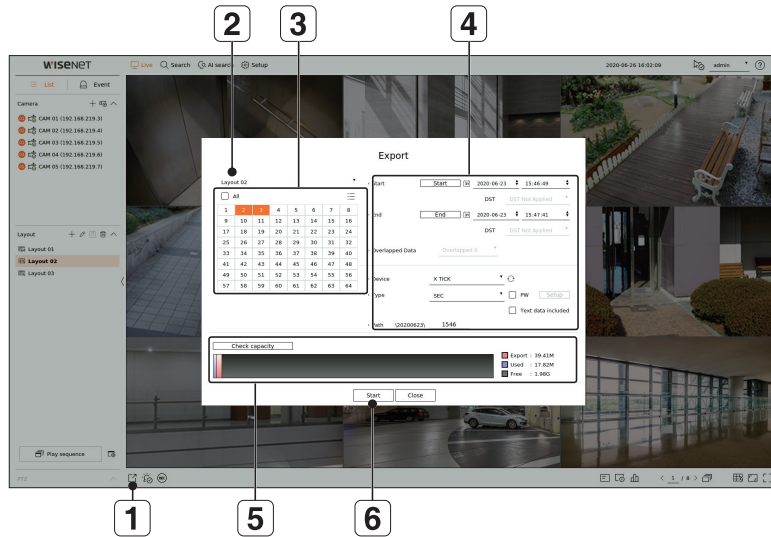 2
3
4
WISENET
Live
Search
AI search
Setup
2020-06-26 16:02:09
admin
List
Event
Camera
CAM 01 (192.168.219.3)
CAM 02 (192.168.219.4)
CAM 03 (192.168.219.5)
CAM 04 (192.168.219.6)
CAM 05 (192.168.219.7)
Layout
Layout 01
Layout 02
Layout 03
Play sequence
PTZ
Export
Layout 02
All
1 2 3 4 5 6 7 8
9 10 11 12 13 14 15 16
17 18 19 20 21 22 23 24
25 26 27 28 29 30 31 32
33 34 35 36 37 38 39 40
41 42 43 44 45 46 47 48
49 50 51 52 53 54 55 56
57 58 59 60 61 62 63 64
Start Start 2020-06-23 15:46:49
DST DST Not Applied
End End 2020-06-23 15:47:41
DST DST Not Applied
Overlapped Data Overlapped 0
Device X TICK
Type SEC PW Setup
Text data included
Path \20200623\ 1546
Check capacity
Export : 39.41M
Used : 17.82M
Free : 1.98G
Start Close
1 / 8
1
5
6